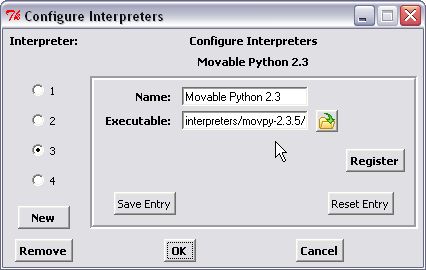 Configure Interpreters
Interpreter:
Configure Interpreters
Movable Python 2.3
1
2
3
4
Name: Movable Python 2.3
Executable: interpreters/movpy-2.3.5/
Register
Save Entry
Reset Entry
New
Remove
OK
Cancel